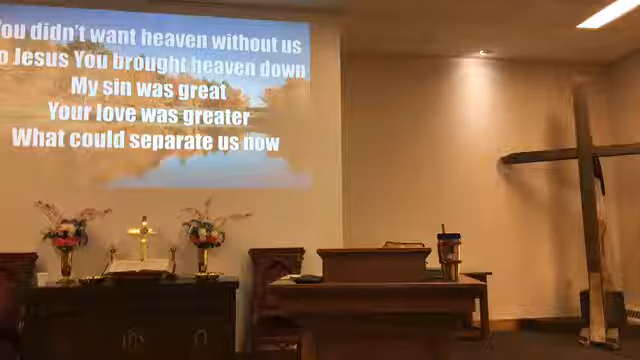 You didn't want heaven without us
o Jesus You brought heaven down
My sin was great
Your love was greater
What could separate us now